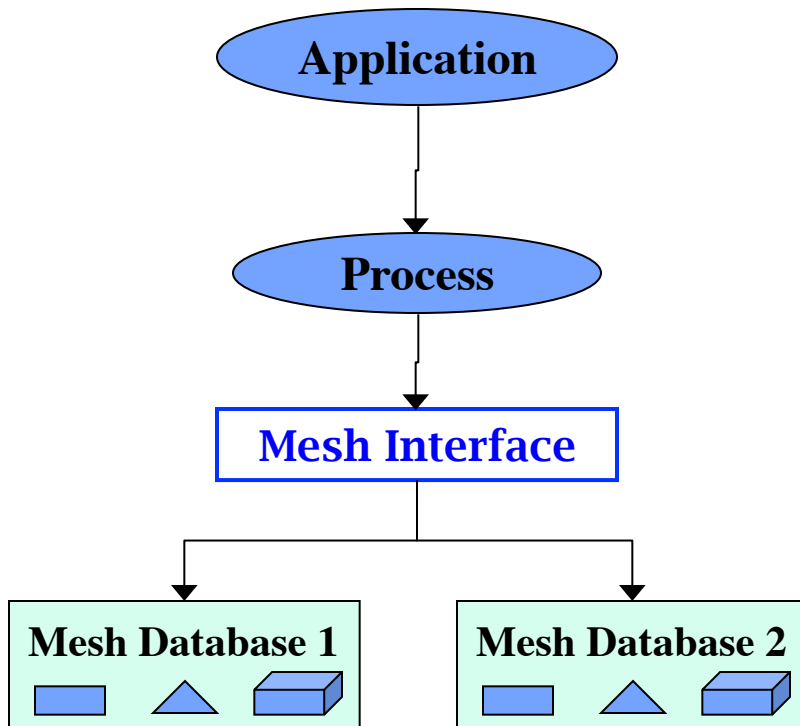 Application
Process
Mesh Interface
Mesh Database 1
Mesh Database 2